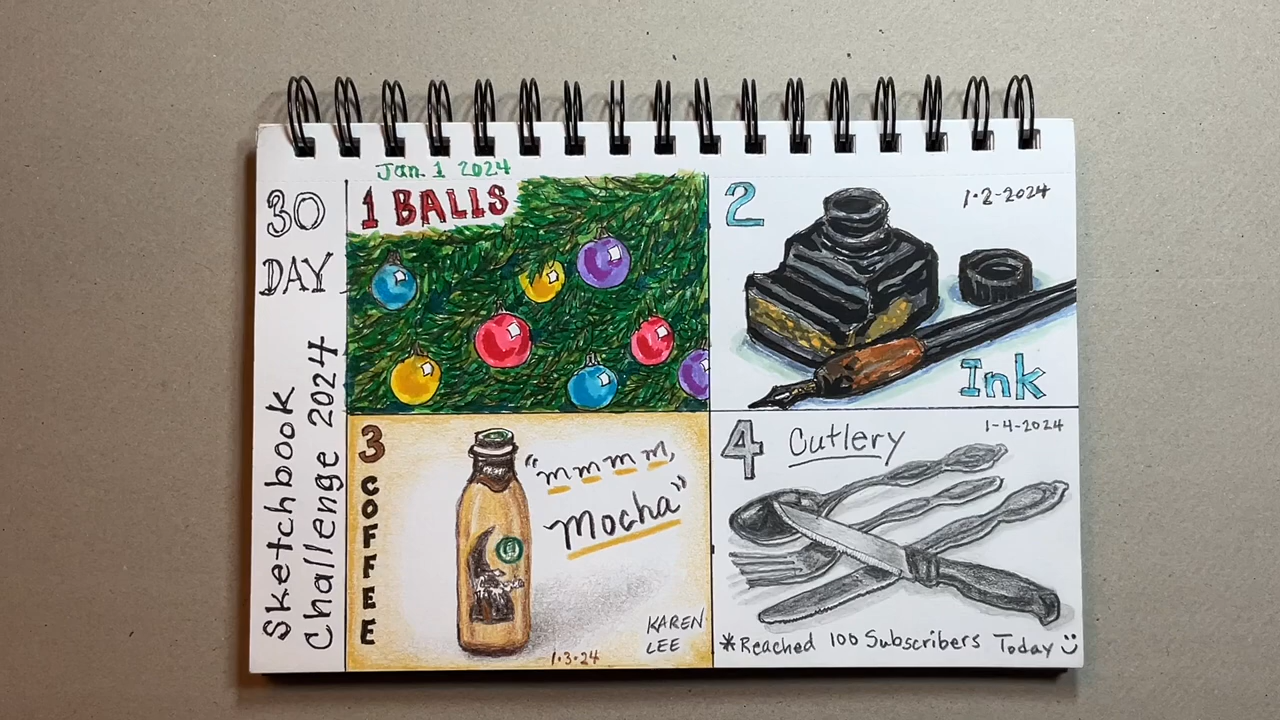 30
DAY
Sketchbook
Challenge 2024
Jan. 1 2024
1 BALLS
2
1-2-2024
Ink
3
COFFEE
"mmmm,
Mocha"
KAREN
LEE
1·3·24
4
Cutlery
1-4-2024
*Reached 100 Subscribers Today